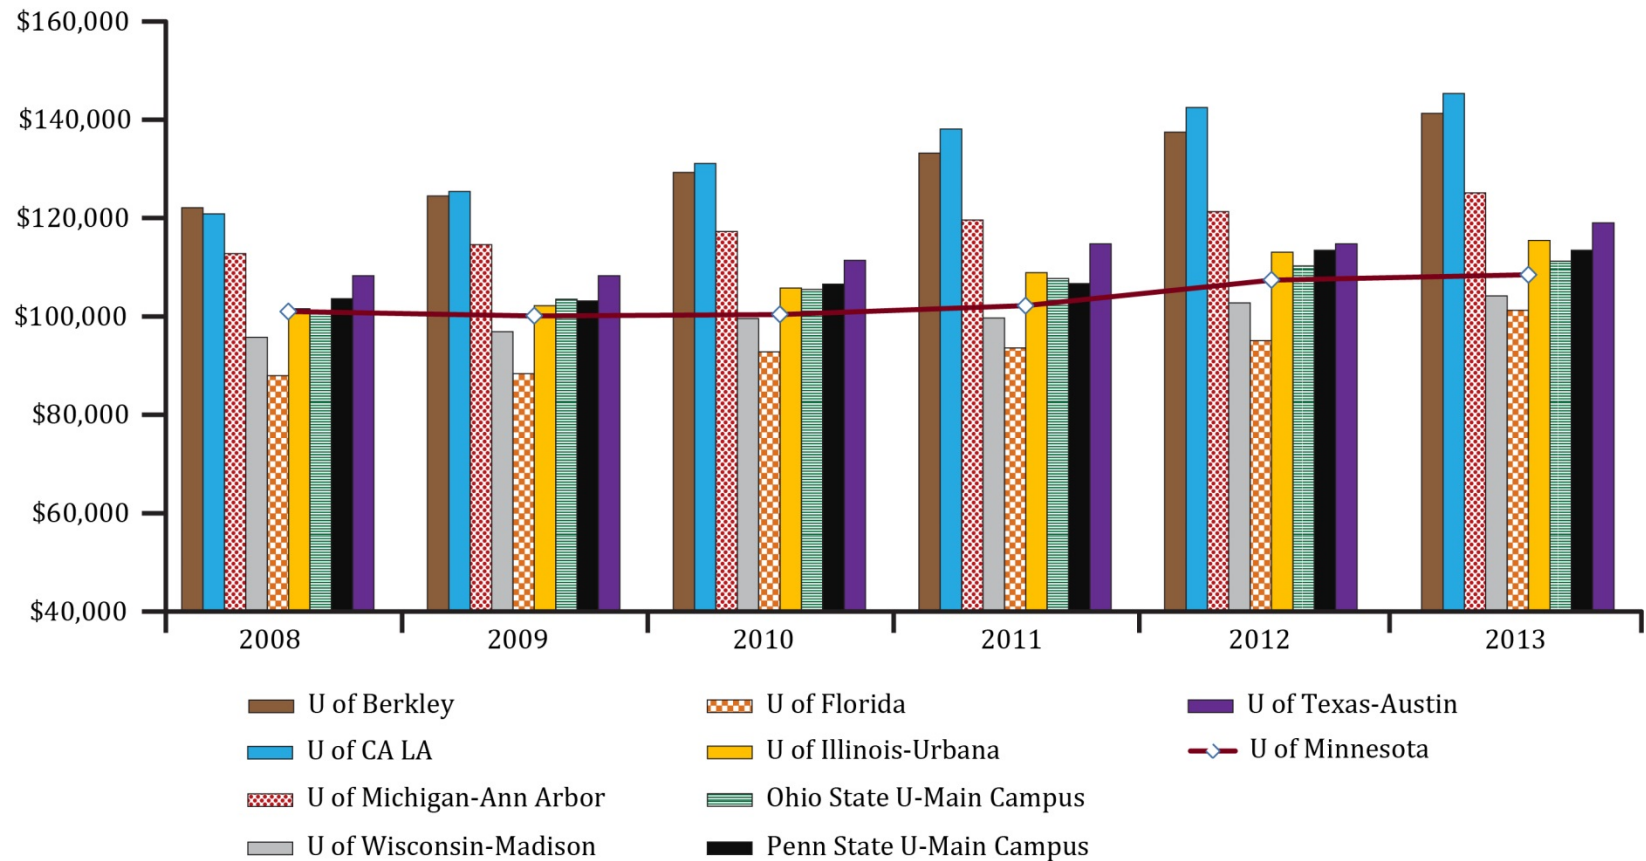 $160,000
$140,000
$120,000
$100,000
$80,000
$60,000
$40,000
2008 2009 2010 2011 2012 2013
U of Berkley U of Florida U of Texas-Austin
U of CA LA U of Illinois-Urbana U of Minnesota
U of Michigan-Ann Arbor Ohio State U-Main Campus
U of Wisconsin-Madison Penn State U-Main Campus